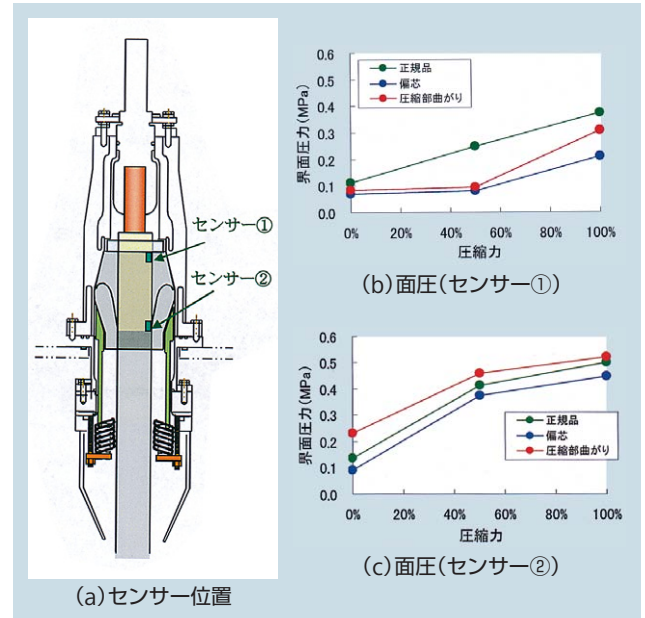 センサー①
センサー②
(a)センサー位置
0.6
0.5
0.4
0.3
0.2
0.1
0.0
界面圧力(MPa)
正規品
偏芯
圧縮部曲がり
0% 20% 40% 60% 80% 100%
圧縮力
(b)面圧(センサー①)
0.6
0.5
0.4
0.3
0.2
0.1
0.0
界面圧力(MPa)
正規品
偏芯
圧縮部曲がり
0% 20% 40% 60% 80% 100%
圧縮力
(c)面圧(センサー②)